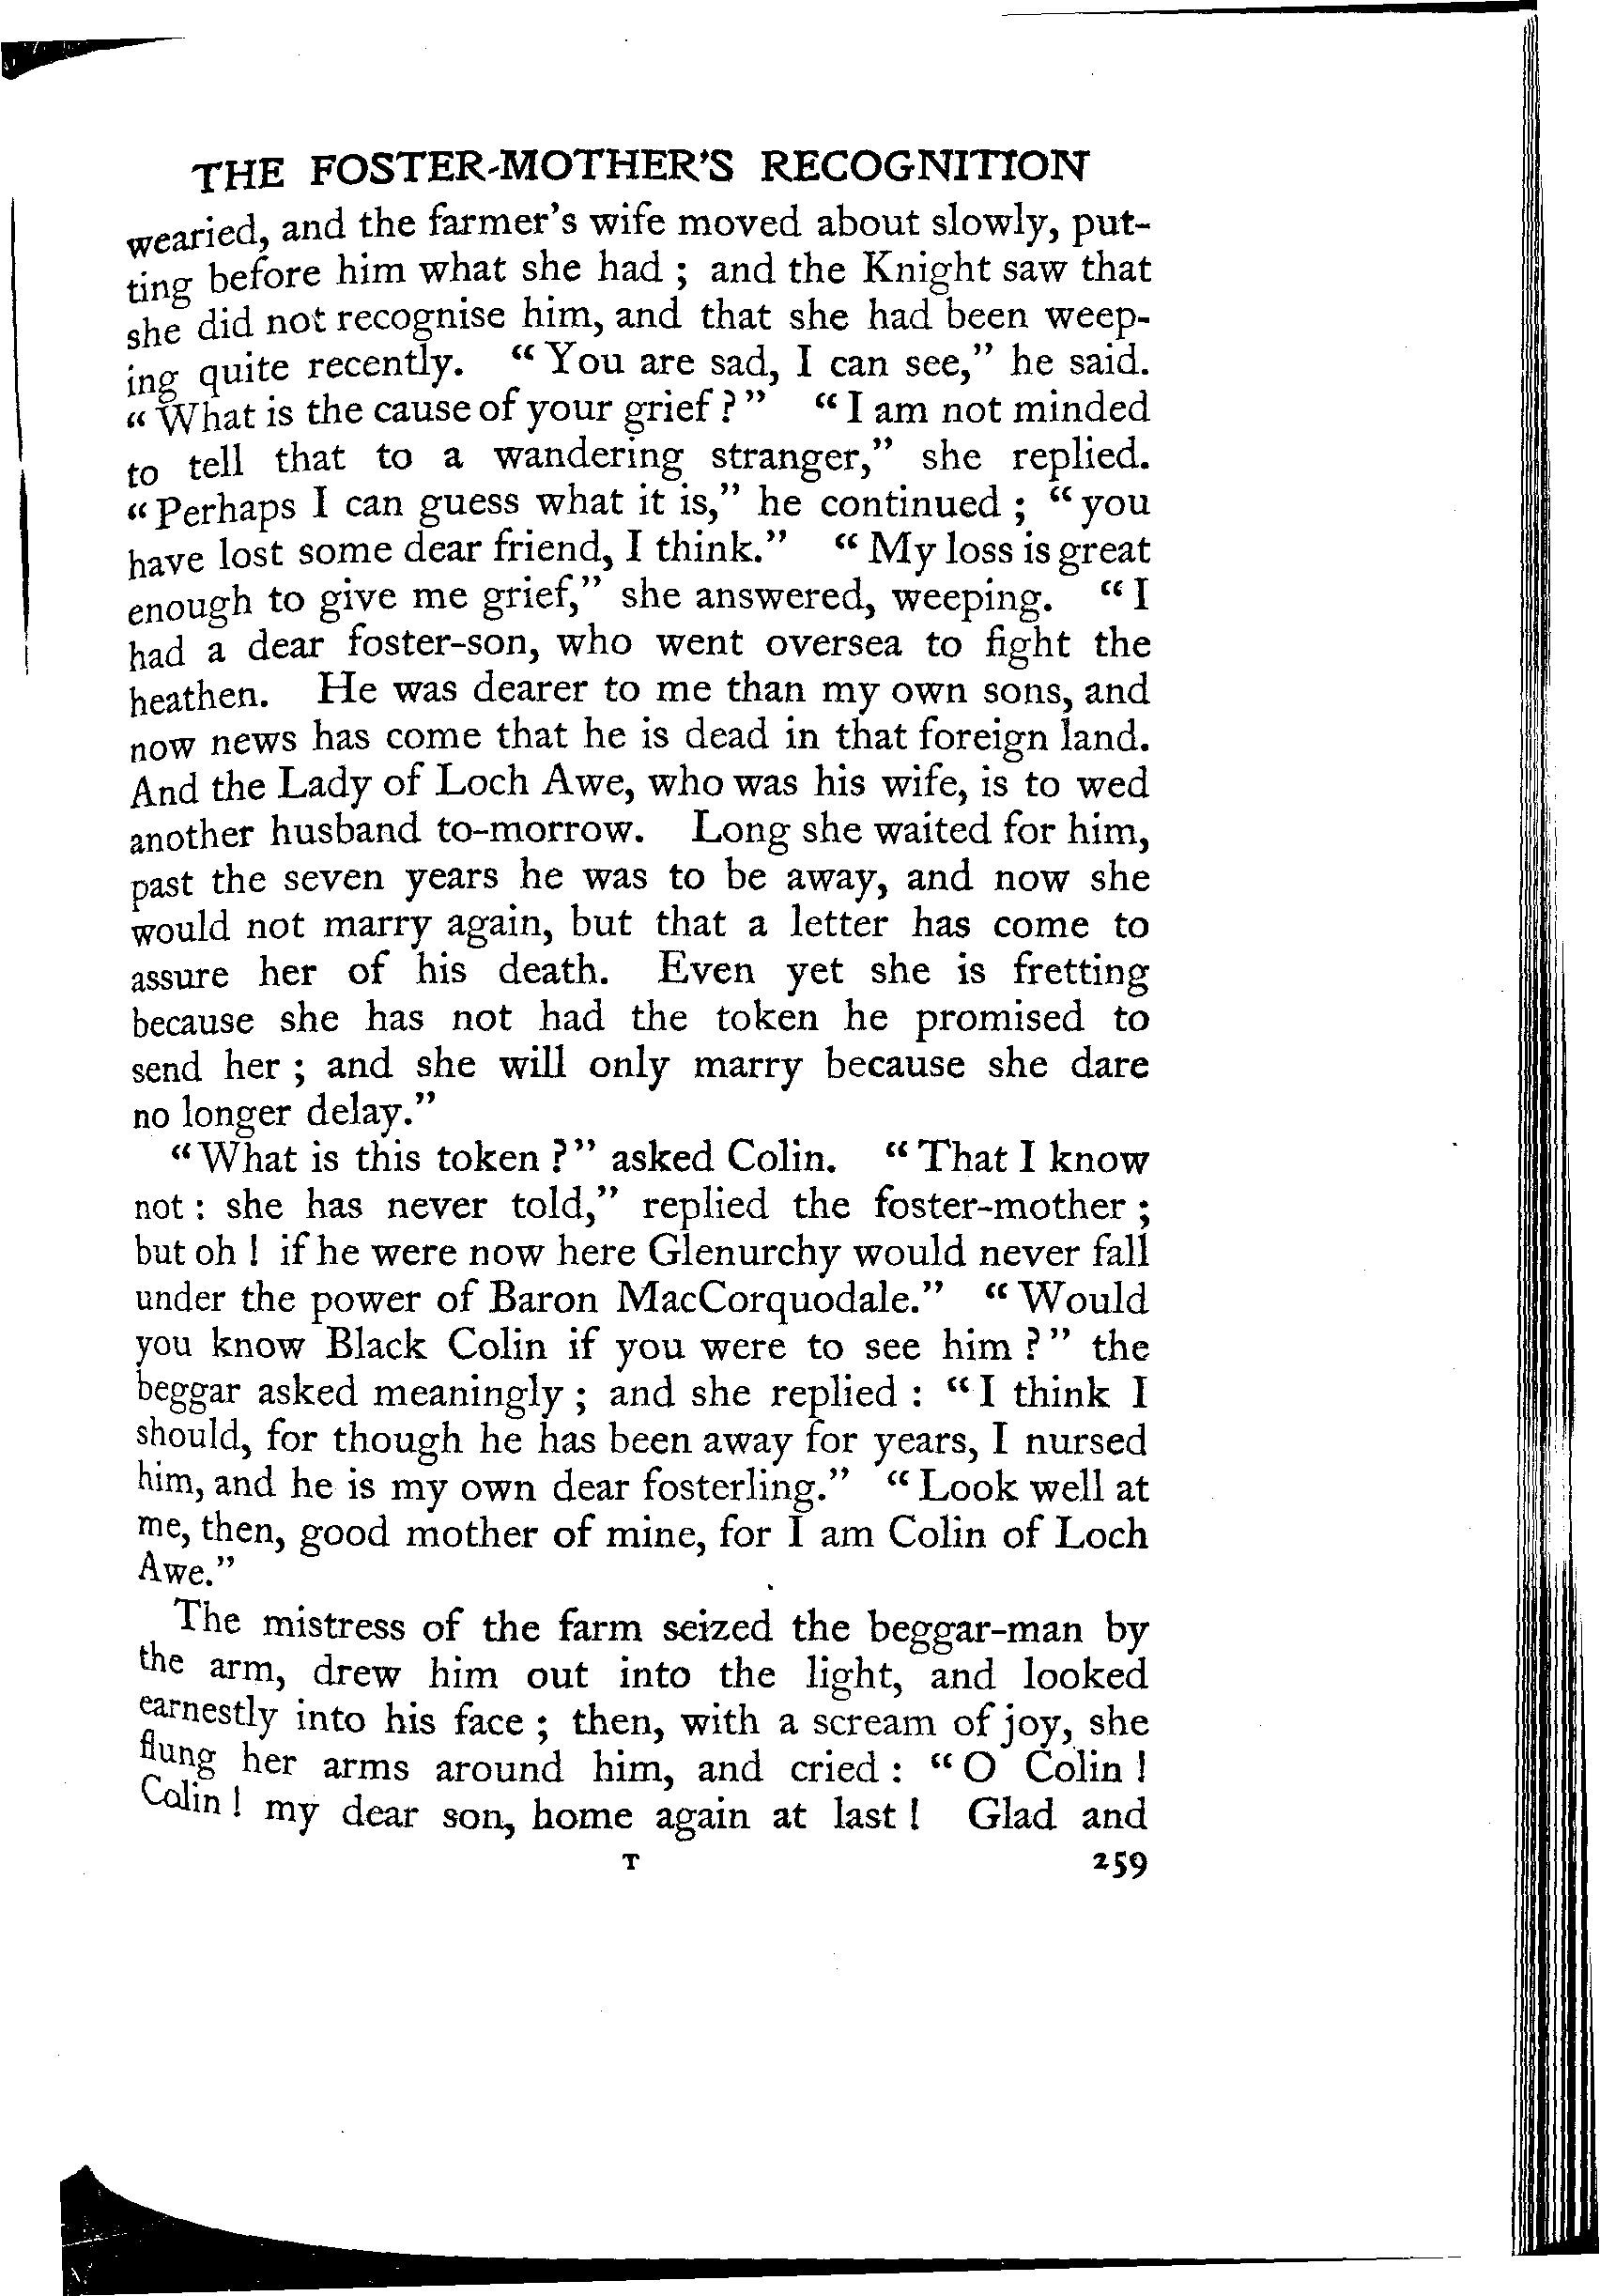 THE FOSTER-MOTHER'S RECOGNITION
wearied, and the farmer's wife moved about slowly, put-
ting before him what she had ; and the Knight saw that
she did not recognise him, and that she had been weep-
ing quite recently. “ You are sad, I can see,” he said.
“ What is the cause of your grief ? ” “ I am not minded
to tell that to a wandering stranger,” she replied.
“ Perhaps I can guess what it is,” he continued ; “ you
have lost some dear friend, I think.” “ My loss is great
enough to give me grief,” she answered, weeping. “ I
had a dear foster-son, who went oversea to fight the
heathen. He was dearer to me than my own sons, and
now news has come that he is dead in that foreign land.
And the Lady of Loch Awe, who was his wife, is to wed
another husband to-morrow. Long she waited for him,
past the seven years he was to be away, and now she
would not marry again, but that a letter has come to
assure her of his death. Even yet she is fretting
because she has not had the token he promised to
send her ; and she will only marry because she dare
no longer delay.”
“ What is this token ? ” asked Colin. “ That I know
not : she has never told,” replied the foster-mother ;
but oh ! if he were now here Glenurchy would never fall
under the power of Baron MacCorquodale.” “ Would
you know Black Colin if you were to see him ? ” the
beggar asked meaningly ; and she replied : “ I think I
should, for though he has been away for years, I nursed
him, and he is my own dear fosterling.” “ Look well at
me, then, good mother of mine, for I am Colin of Loch
Awe.”
The mistress of the farm seized the beggar-man by
the arm, drew him out into the light, and looked
earnestly into his face ; then, with a scream of joy, she
flung her arms around him, and cried : “ O Colin !
Colin ! my dear son, home again at last ! Glad and
T 259